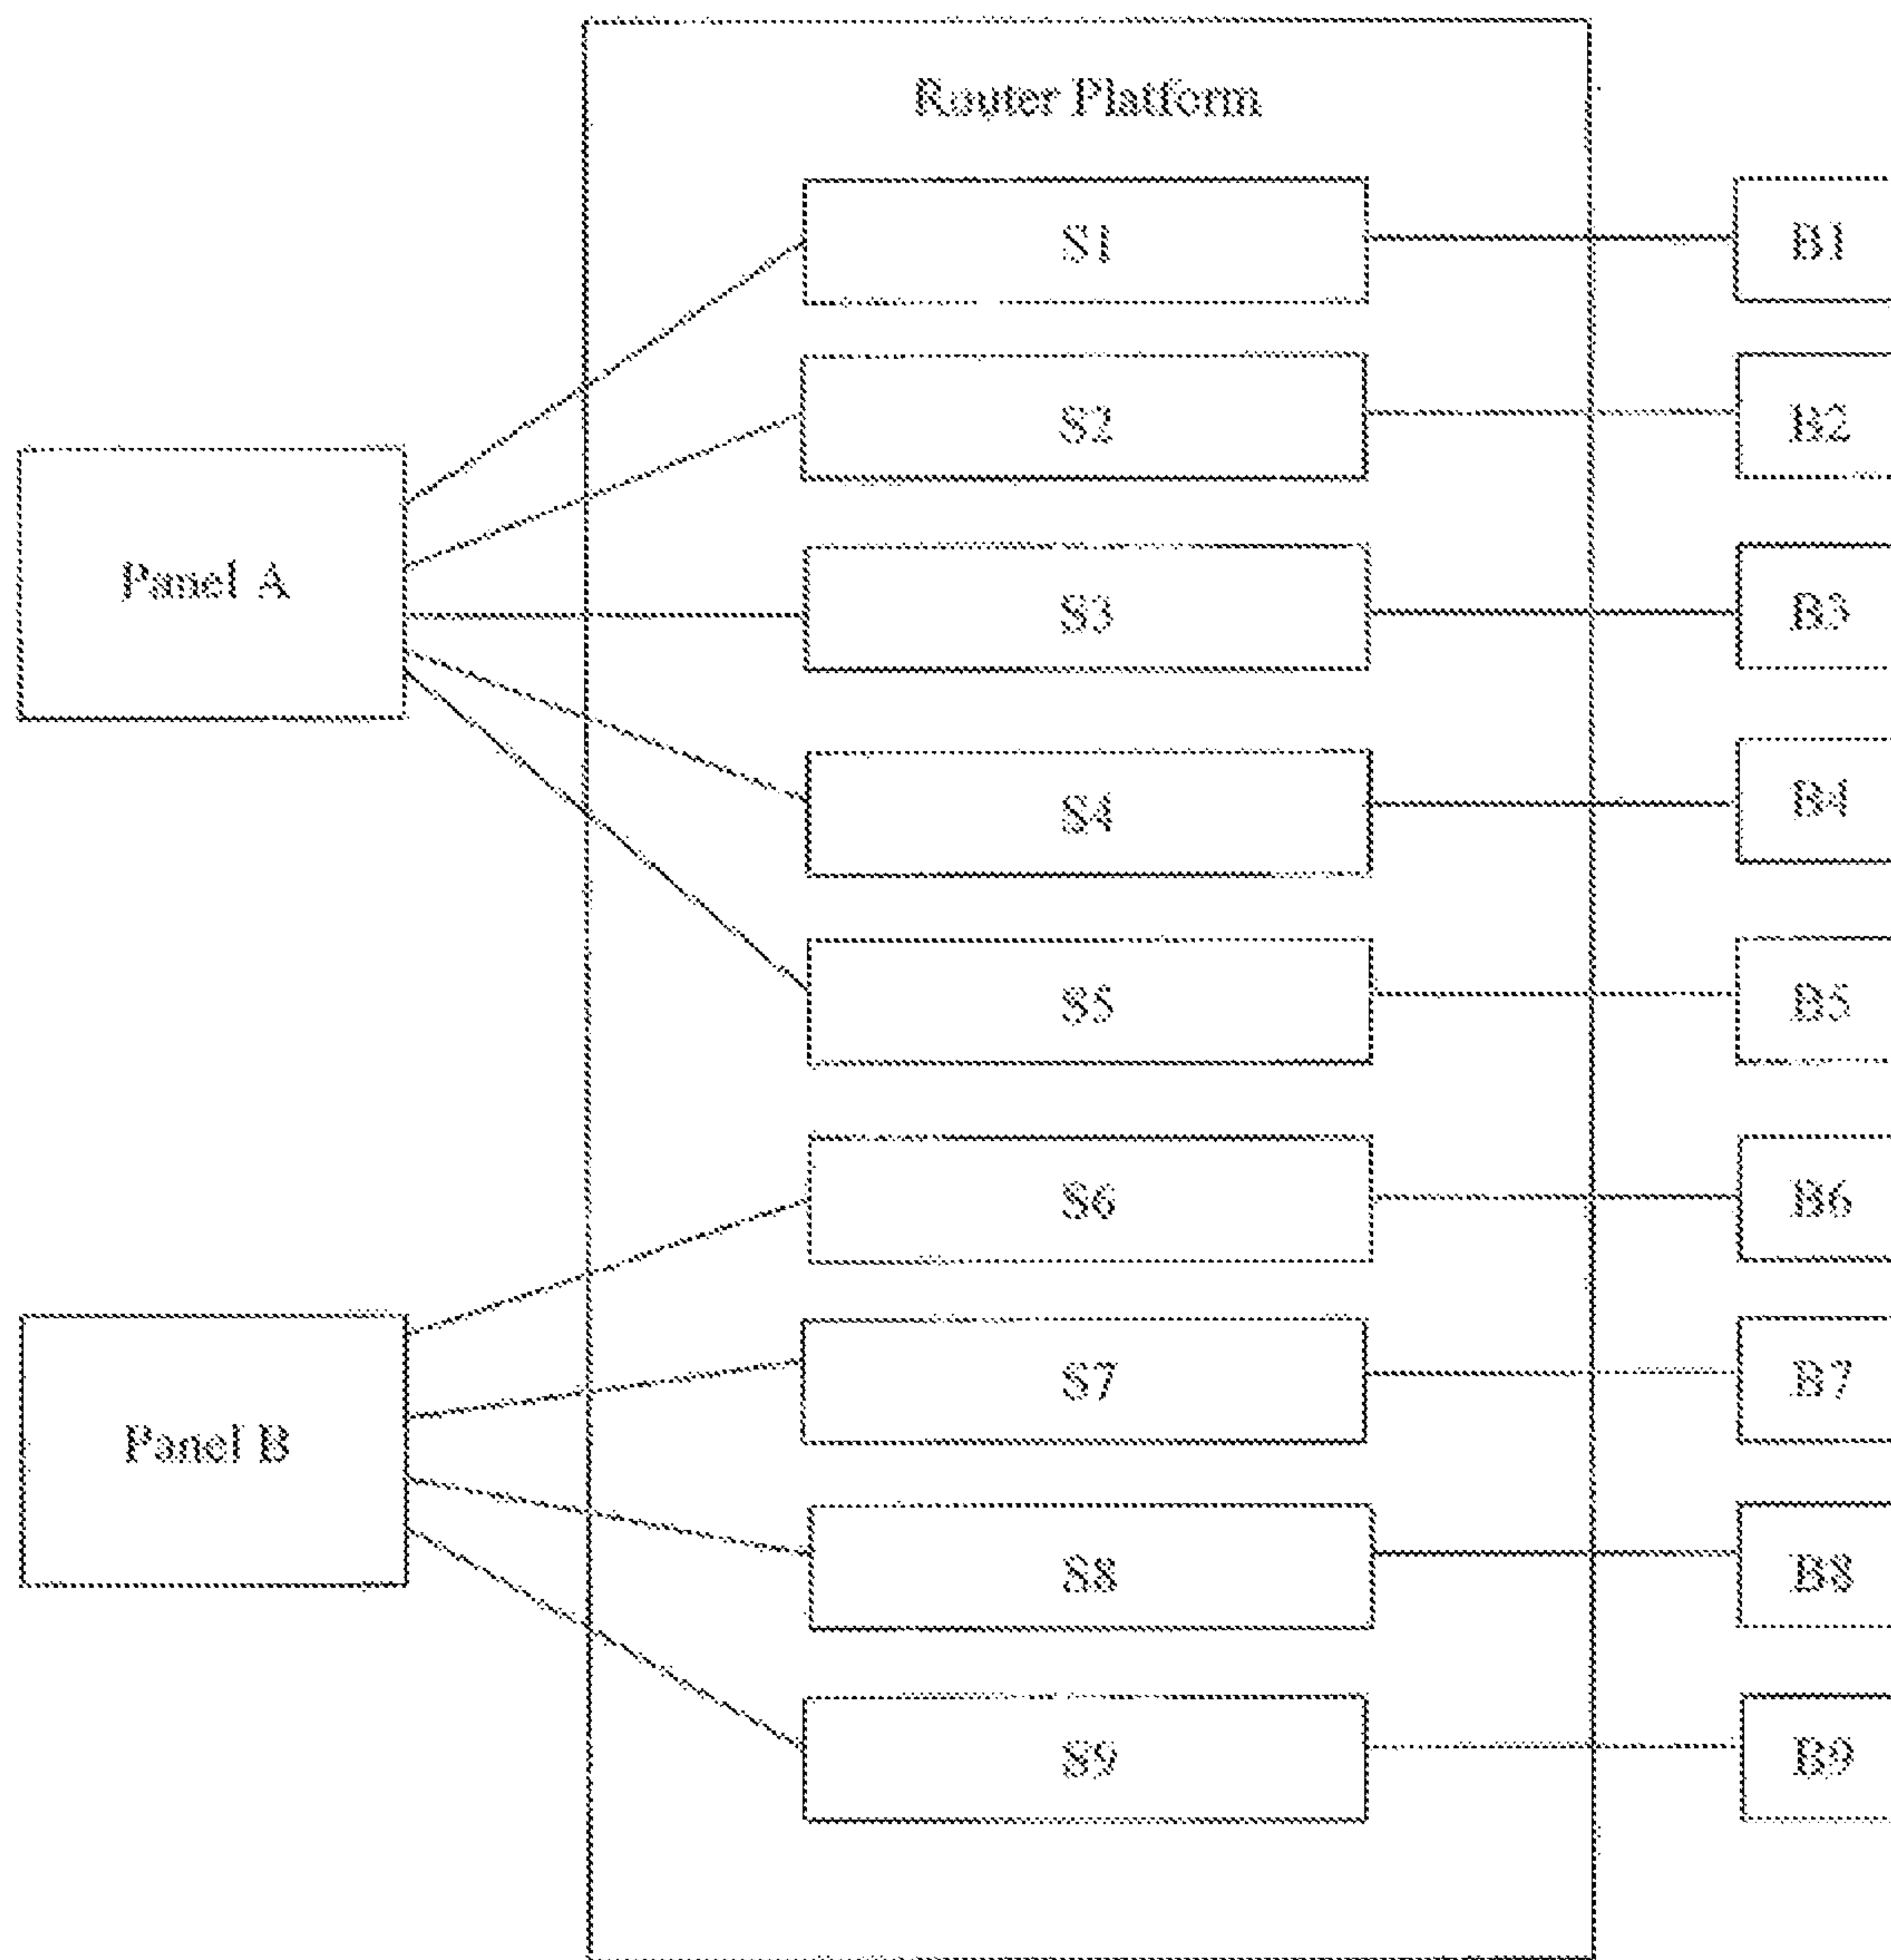 Router Platform
S1
B1
S2
B2
Panel A
S3
B3
S4
B4
S5
B5
S6
B6
S7
B7
Panel B
S8
B8
S9
B9